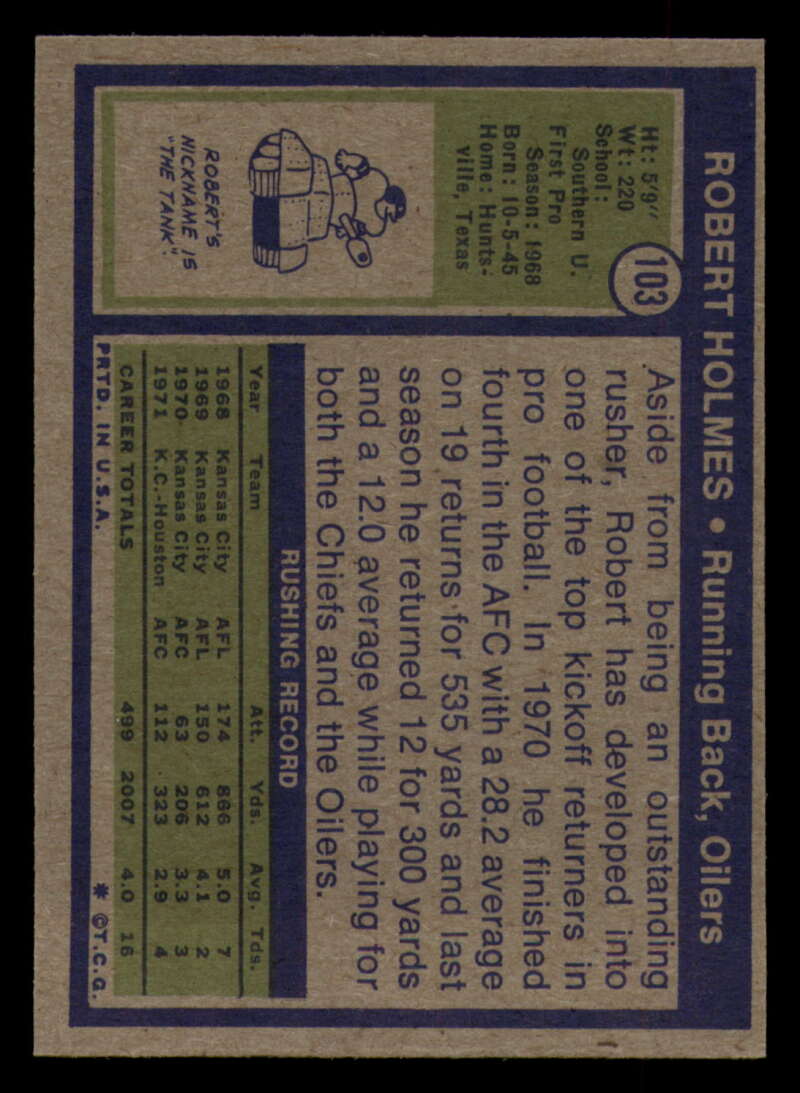 ROBERT HOLMES • Running Back, Oilers
103
Ht: 5'9"
Wt: 220
School:
Southern U.
First Pro
Season: 1968
Born: 10-5-45
Home: Hunts-
ville, Texas
ROBERT'S
NICKNAME IS
"THE TANK".
Aside from being an outstanding
rusher, Robert has developed into
one of the top kickoff returners in
pro football. In 1970 he finished
fourth in the AFC with a 28.2 average
on 19 returns for 535 yards and last
season he returned 12 for 300 yards
and a 12.0 average while playing for
both the Chiefs and the Oilers.
RUSHING RECORD
Year Team Att. Yds. Avg. Tds.
1968 Kansas City AFL 174 866 5.0 7
1969 Kansas City AFL 150 612 4.1 2
1970 Kansas City AFC 63 206 3.3 3
1971 K.C.-Houston AFC 112 323 2.9 4
CAREER TOTALS 499 2007 4.0 16
PRTD. IN U.S.A. * ©T.C.G.